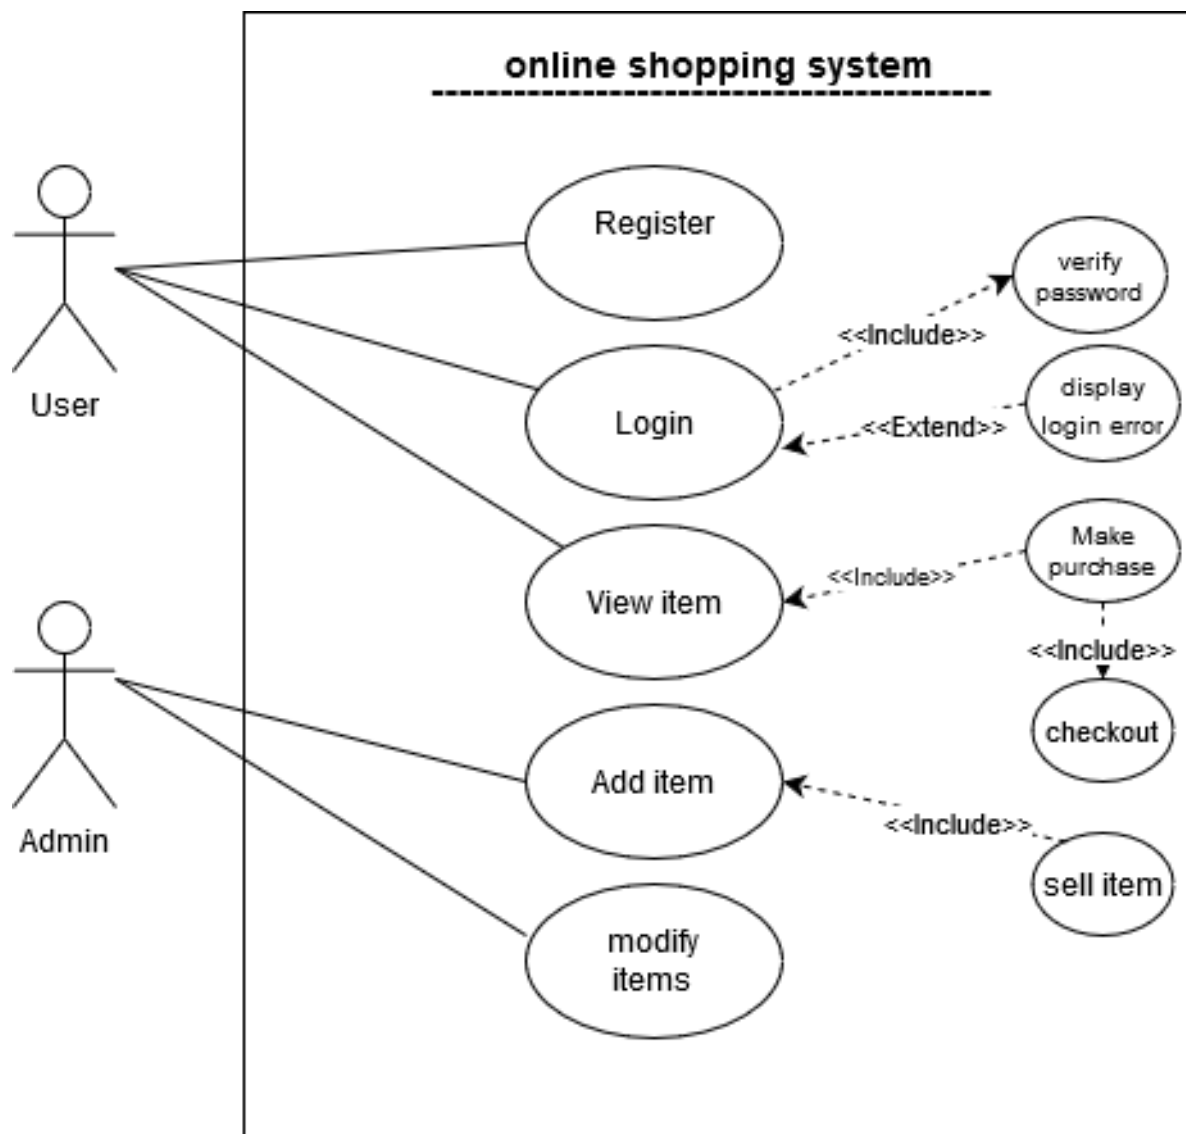 online shopping system
Register
verify
password
<<Include>>
User
Login
display
login error
<<Extend>>
View item
Make
purchase
<<Include>>
<<Include>>
checkout
Admin
Add item
<<Include>>
sell item
modify
items